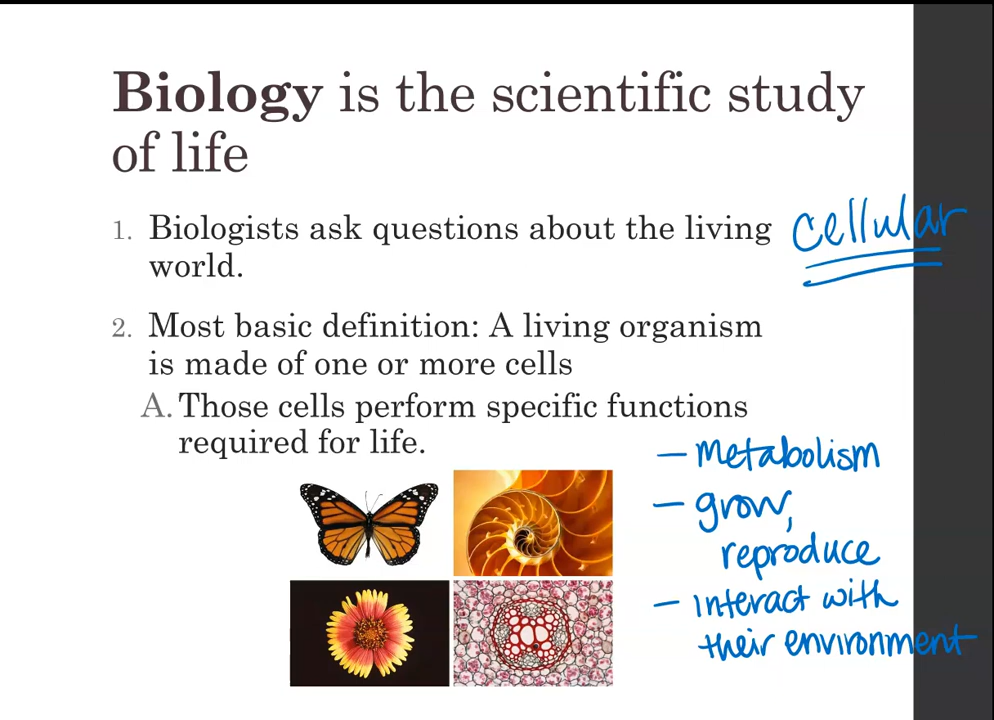 Biology is the scientific study
of life
1. Biologists ask questions about the living
world.
cellular
2. Most basic definition: A living organism
is made of one or more cells
A. Those cells perform specific functions
required for life.
— metabolism
— grow,
reproduce
— interact with
their environment